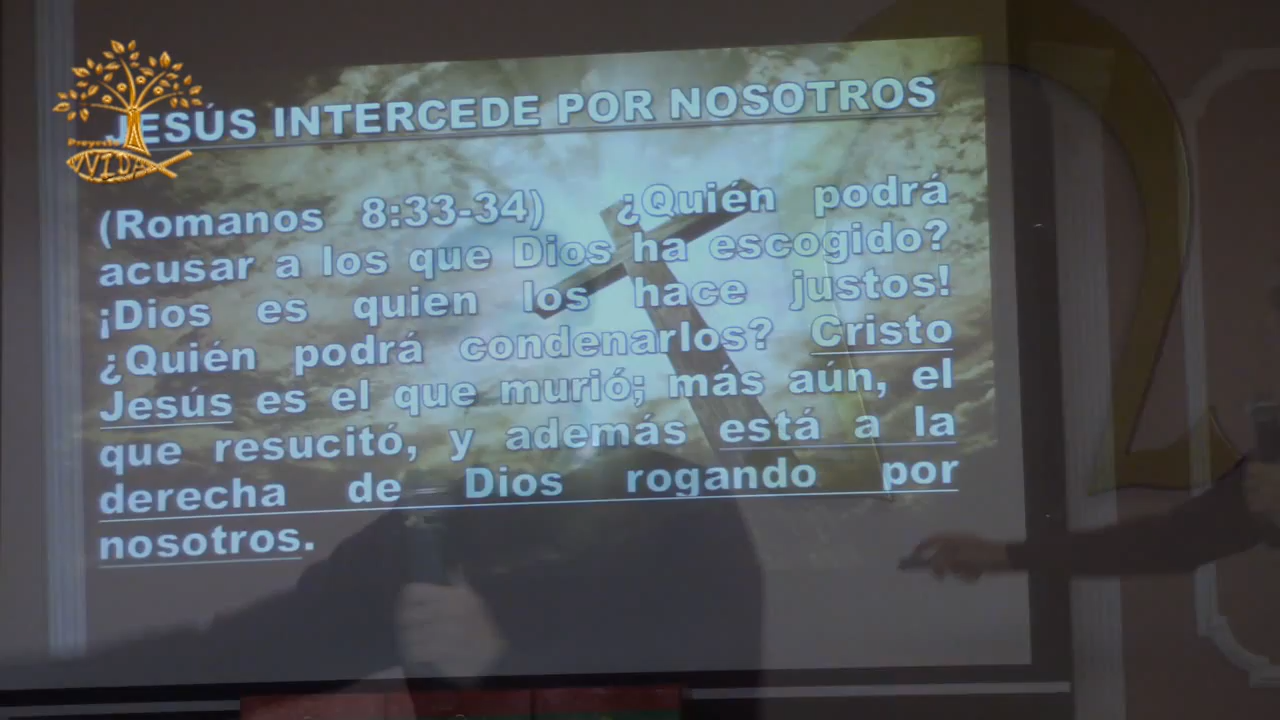 JESÚS INTERCEDE POR NOSOTROS
Proyecto
VIDA
(Romanos 8:33-34) ¿Quién podrá
acusar a los que Dios ha escogido?
¡Dios es quien los hace justos!
¿Quién podrá condenarlos? Cristo
Jesús es el que murió; más aún, el
que resucitó, y además está a la
derecha de Dios rogando por
nosotros.